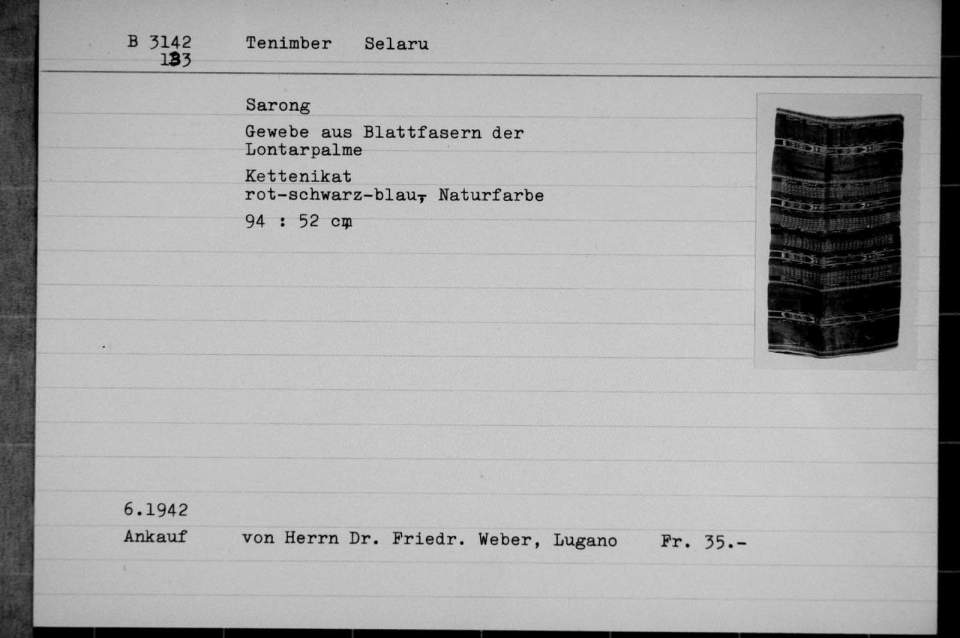 B 3142 Tenimber Selaru
133
Sarong
Gewebe aus Blattfasern der
Lontarpalme
Kettenikat
rot-schwarz-blau, Naturfarbe
94 : 52 cm
6.1942
Ankauf von Herrn Dr. Friedr. Weber, Lugano Fr. 35.-